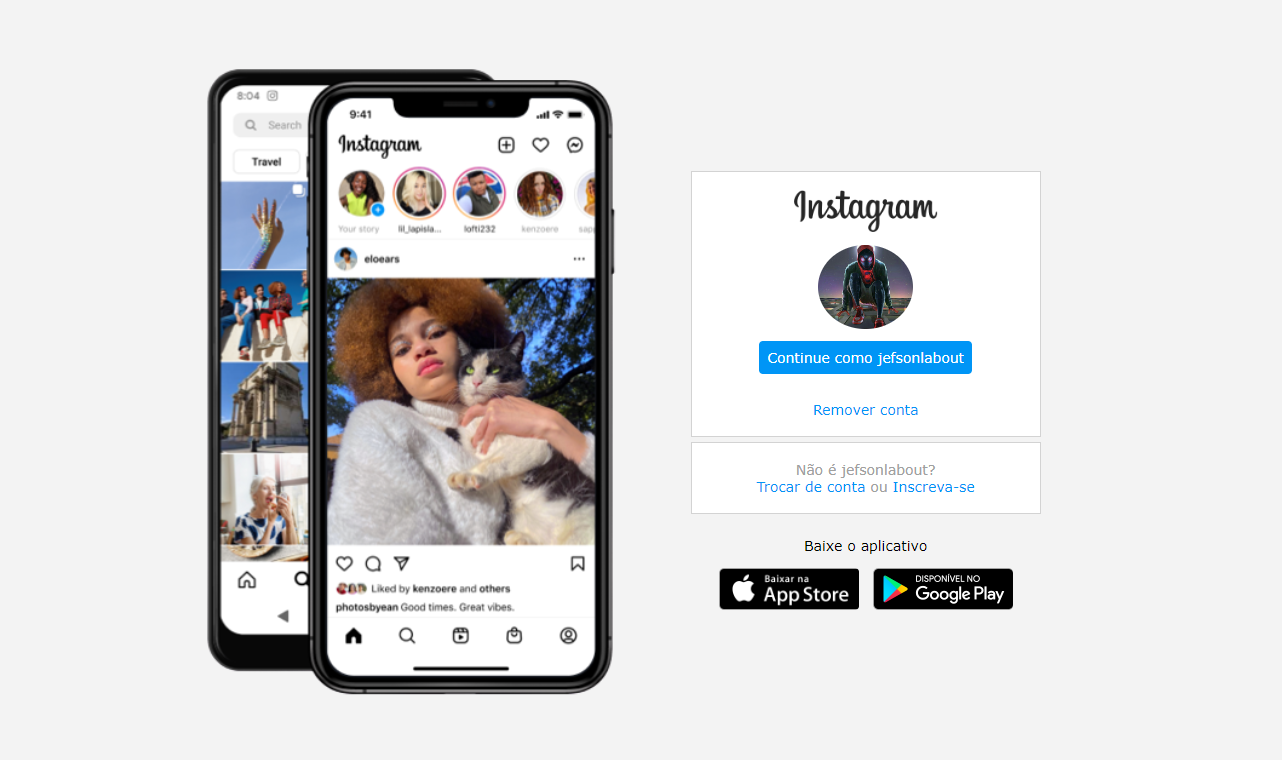 8:04
Search
Travel
9:41
Instagram
Your story
lil_lapisla...
lofti232
kenzoere
sapp
eloears
Liked by kenzoere and others
photosbyean Good times. Great vibes.
Instagram
Continue como jefsonlabout
Remover conta
Não é jefsonlabout?
Trocar de conta ou Inscreva-se
Baixe o aplicativo
Baixar na
App Store
DISPONÍVEL NO
Google Play